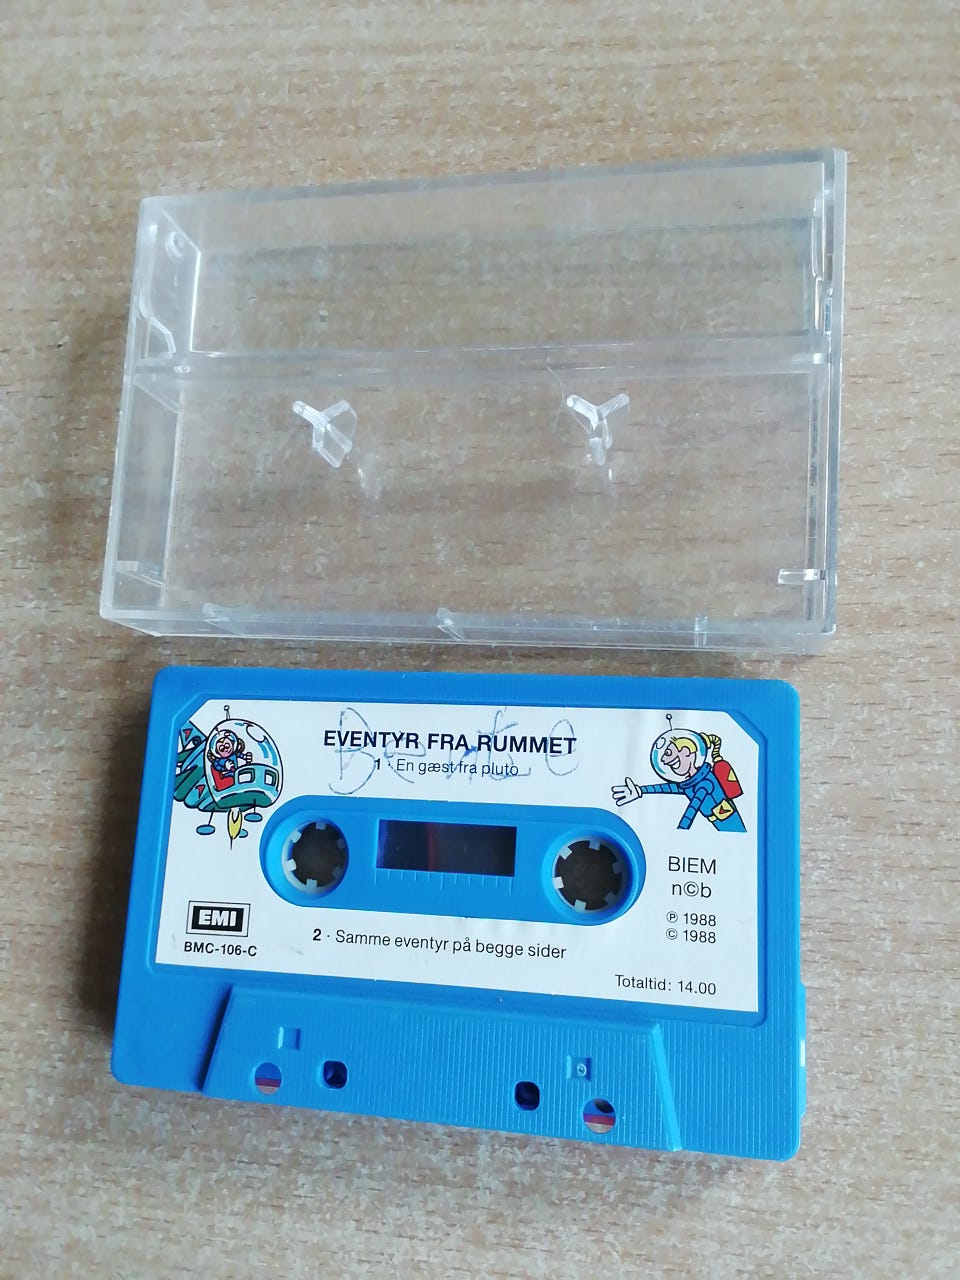 EVENTYR FRA RUMMET
1 · En gæst fra pluto
BIEM
n©b
℗ 1988
© 1988
EMI
BMC-106-C
2 · Samme eventyr på begge sider
Totaltid: 14.00